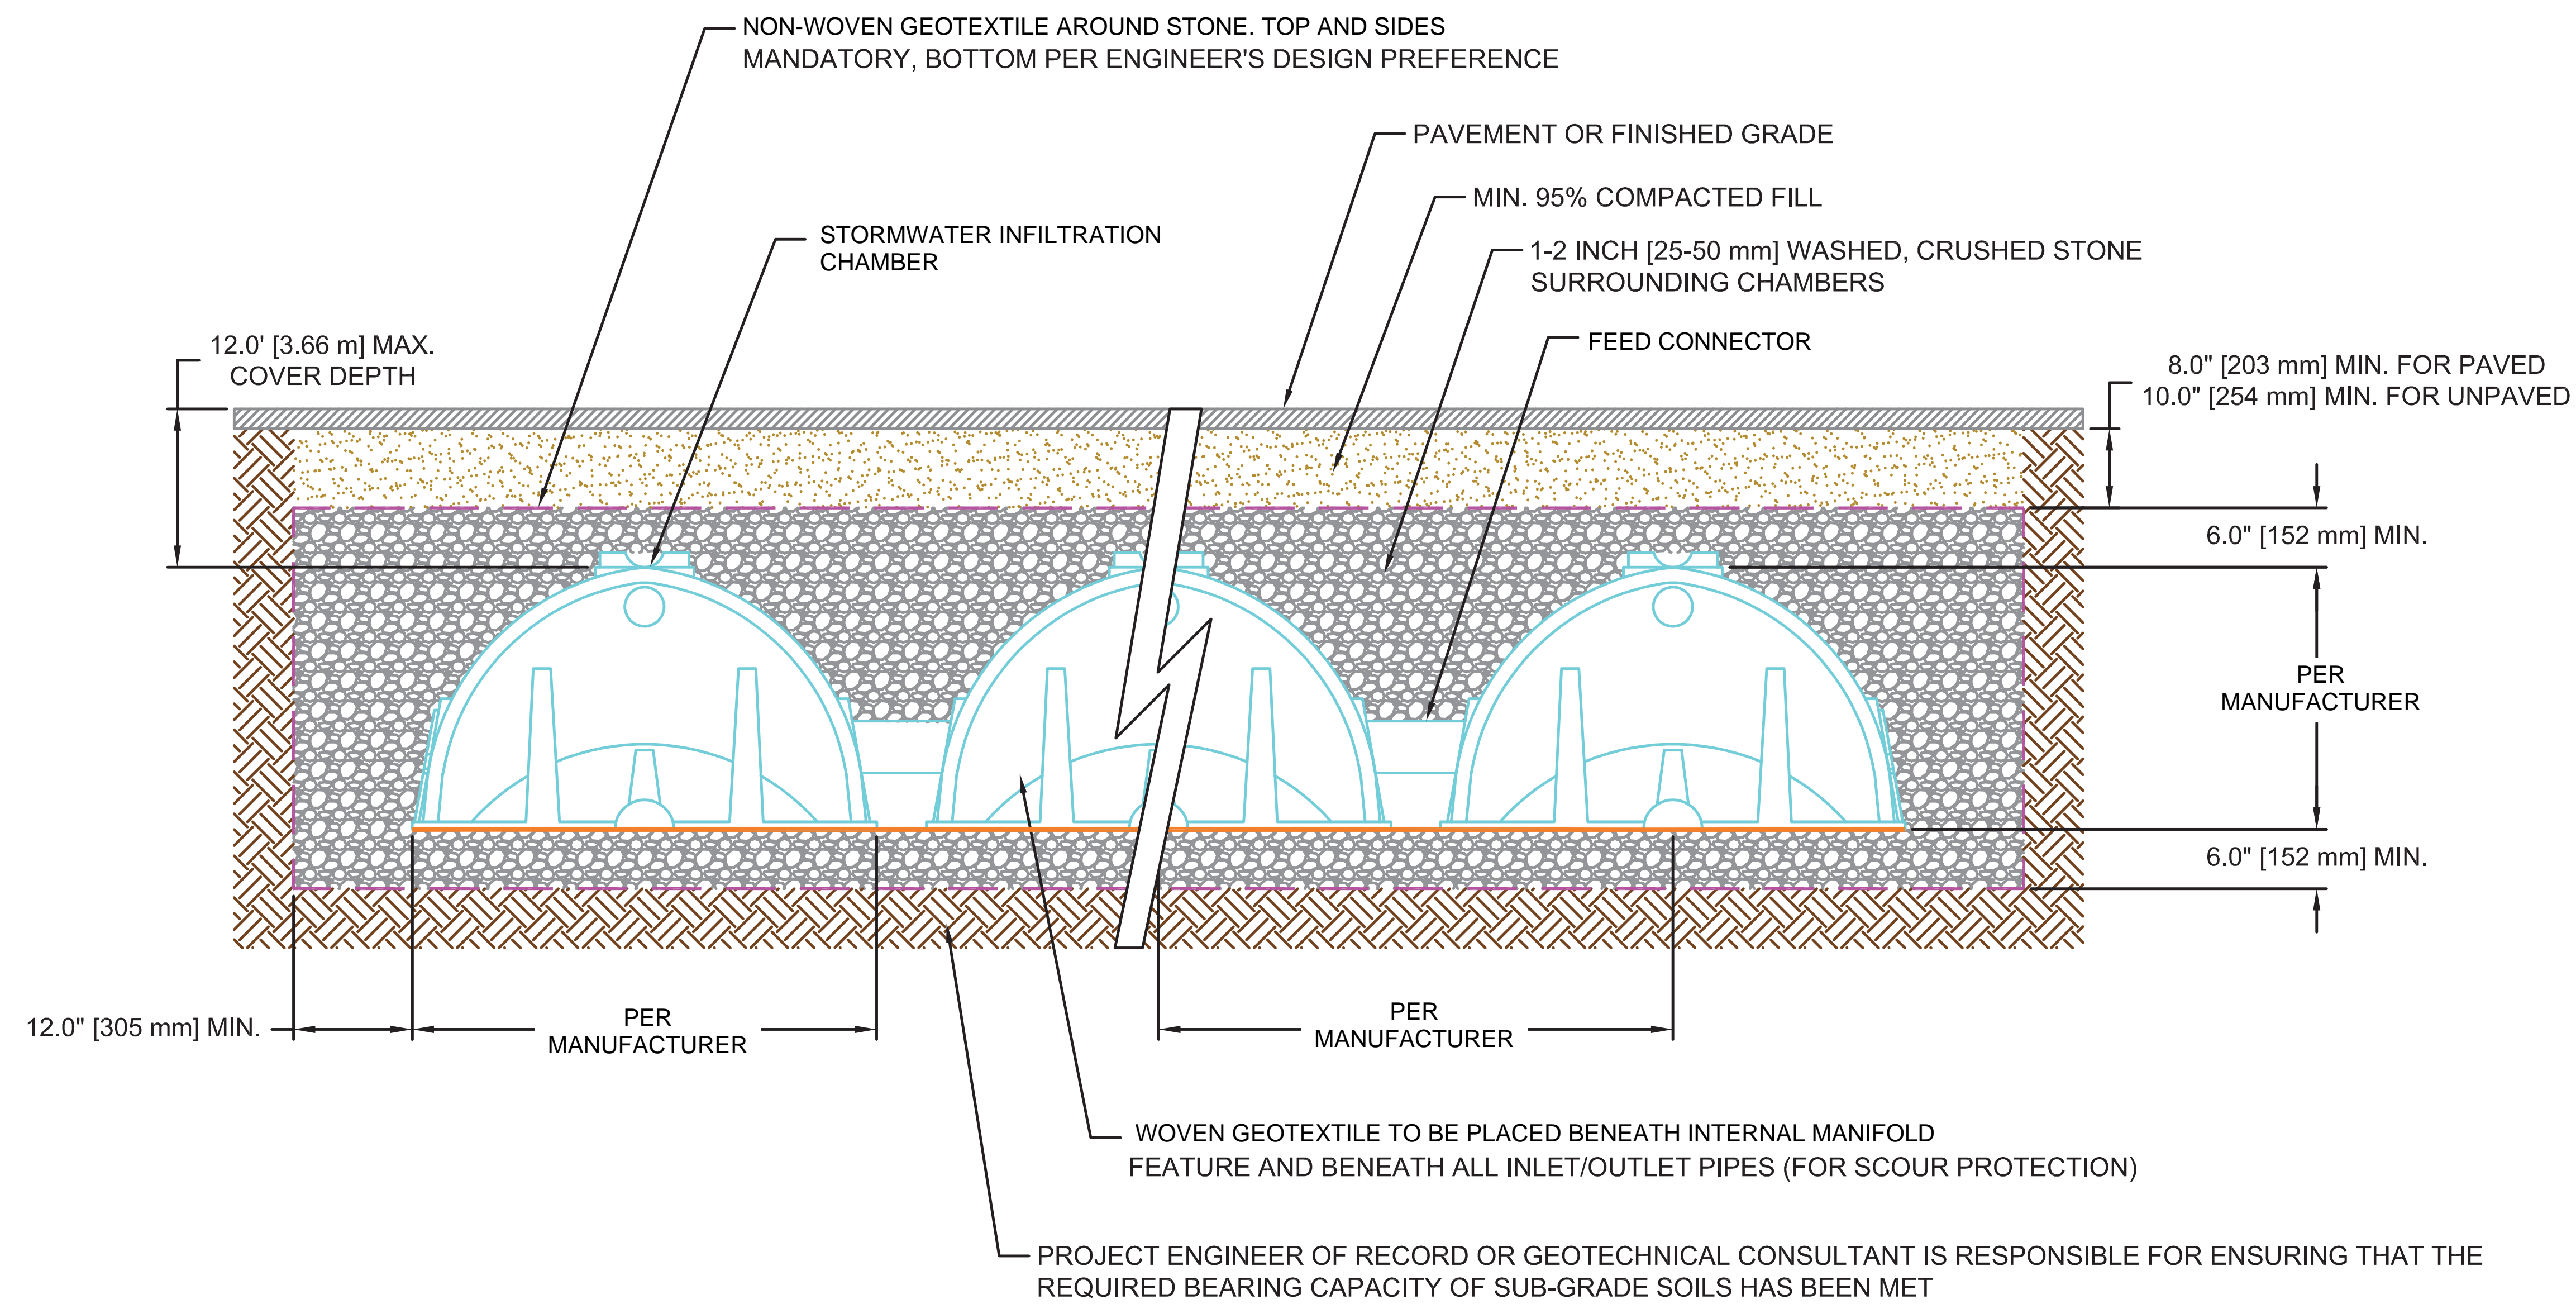 NON-WOVEN GEOTEXTILE AROUND STONE. TOP AND SIDES
MANDATORY, BOTTOM PER ENGINEER'S DESIGN PREFERENCE
PAVEMENT OR FINISHED GRADE
MIN. 95% COMPACTED FILL
STORMWATER INFILTRATION
CHAMBER
1-2 INCH [25-50 mm] WASHED, CRUSHED STONE
SURROUNDING CHAMBERS
FEED CONNECTOR
12.0' [3.66 m] MAX.
COVER DEPTH
8.0" [203 mm] MIN. FOR PAVED
10.0" [254 mm] MIN. FOR UNPAVED
6.0" [152 mm] MIN.
PER
MANUFACTURER
6.0" [152 mm] MIN.
12.0" [305 mm] MIN.
PER
MANUFACTURER
PER
MANUFACTURER
WOVEN GEOTEXTILE TO BE PLACED BENEATH INTERNAL MANIFOLD
FEATURE AND BENEATH ALL INLET/OUTLET PIPES (FOR SCOUR PROTECTION)
PROJECT ENGINEER OF RECORD OR GEOTECHNICAL CONSULTANT IS RESPONSIBLE FOR ENSURING THAT THE
REQUIRED BEARING CAPACITY OF SUB-GRADE SOILS HAS BEEN MET